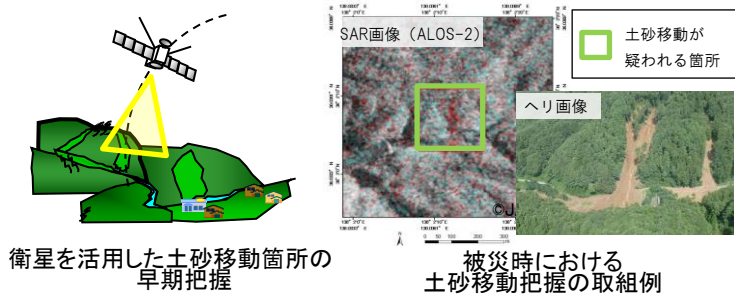 SAR画像（ALOS-2）
土砂移動が
疑われる箇所
ヘリ画像
©J
衛星を活用した土砂移動箇所の
早期把握
被災時における
土砂移動把握の取組例